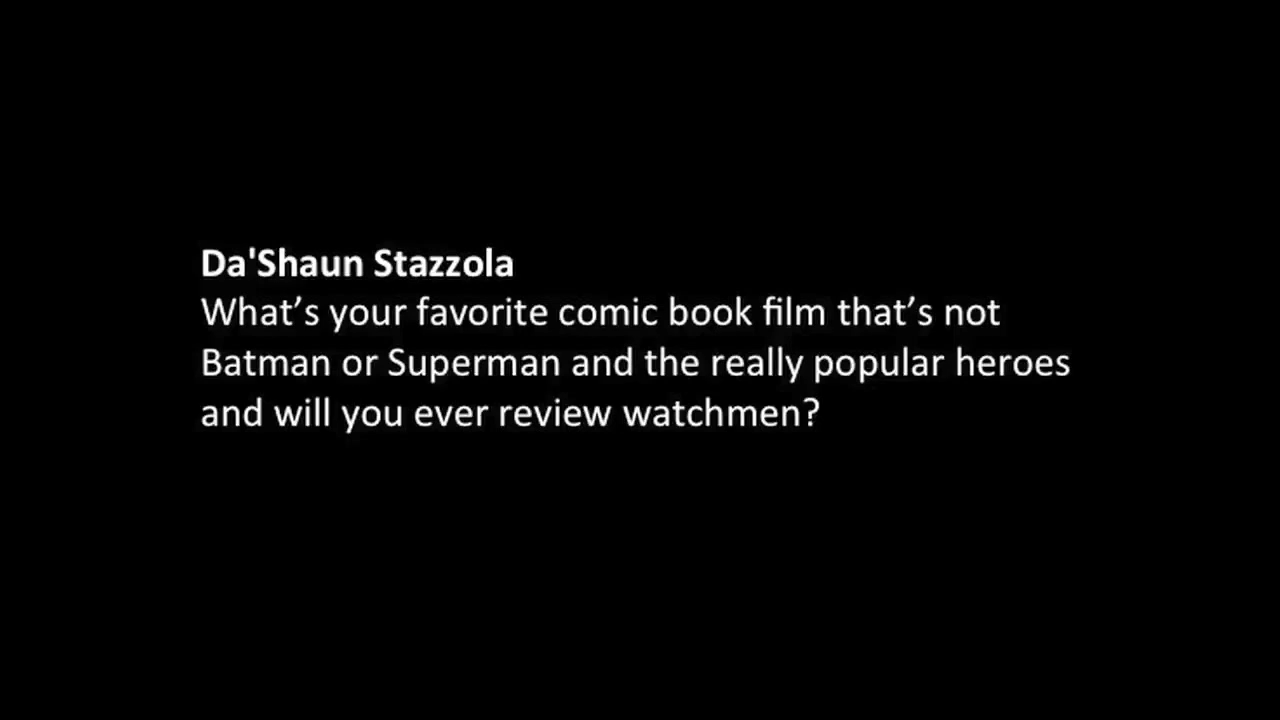 Da'Shaun Stazzola
What’s your favorite comic book film that’s not
Batman or Superman and the really popular heroes
and will you ever review watchmen?